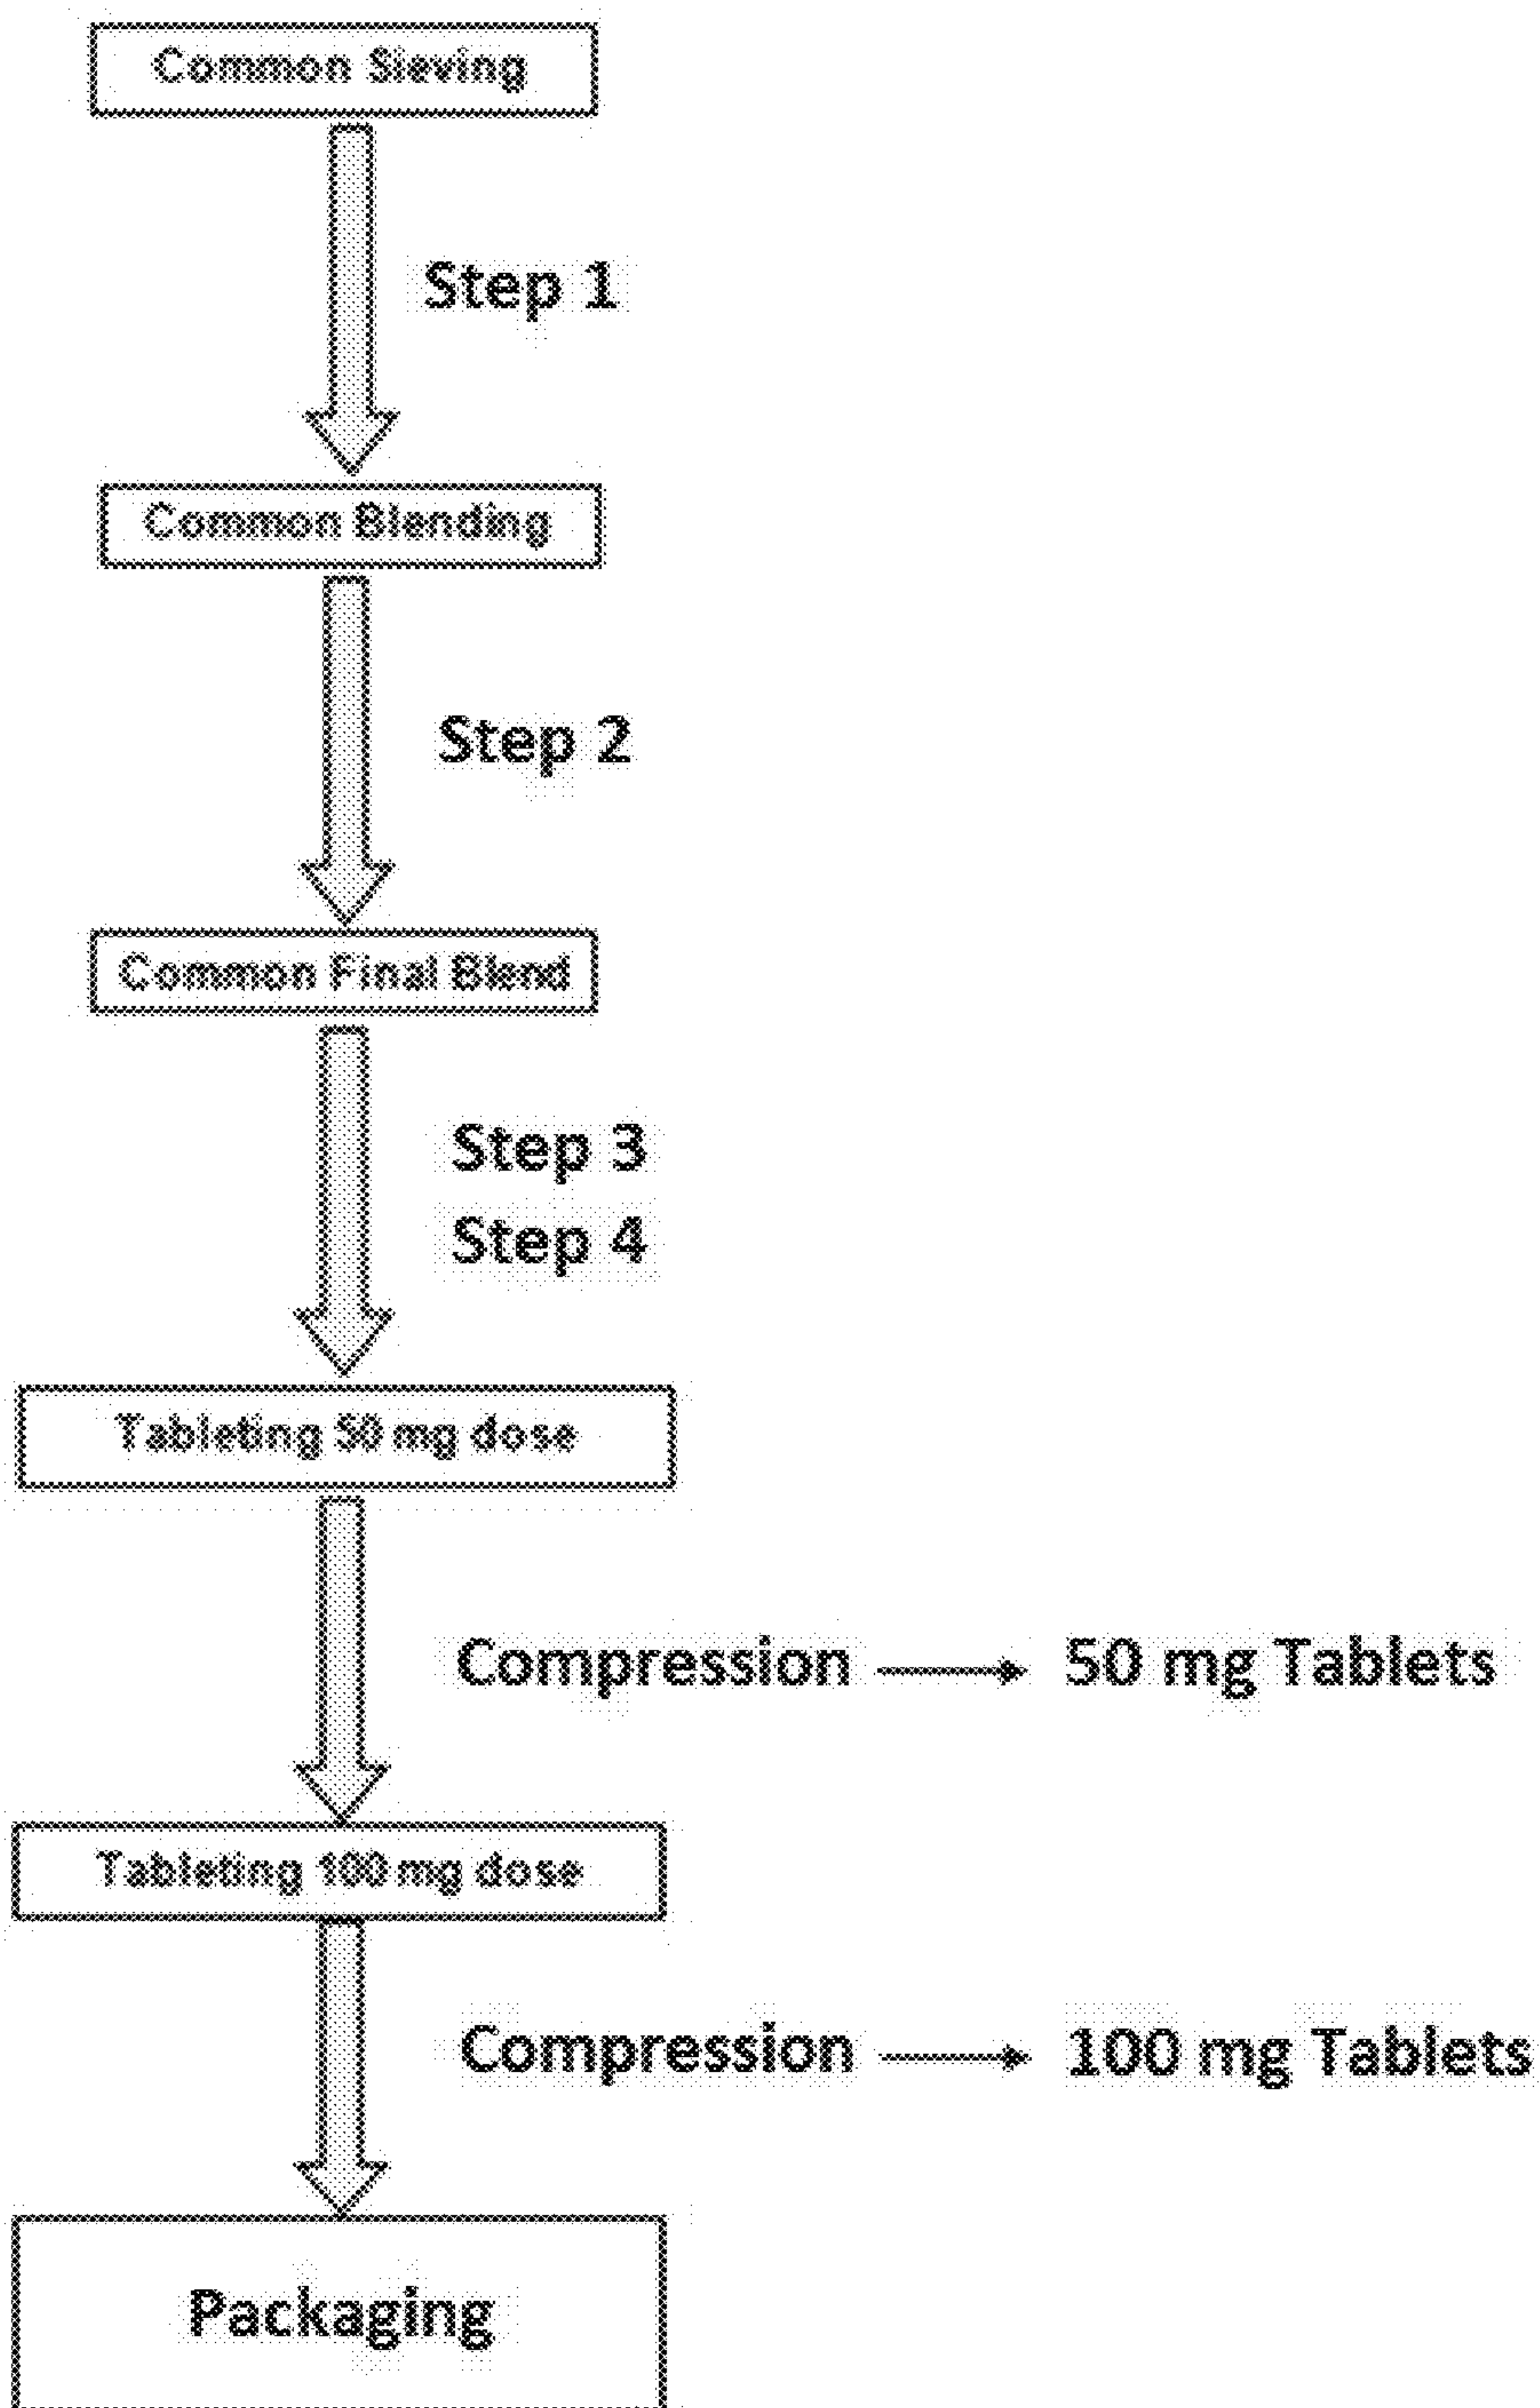 Common Sieving
Step 1
Common Blending
Step 2
Common Final Blend
Step 3
Step 4
Tableting 50 mg dose
Compression
50 mg Tablets
Tableting 100 mg dose
Compression
100 mg Tablets
Packaging